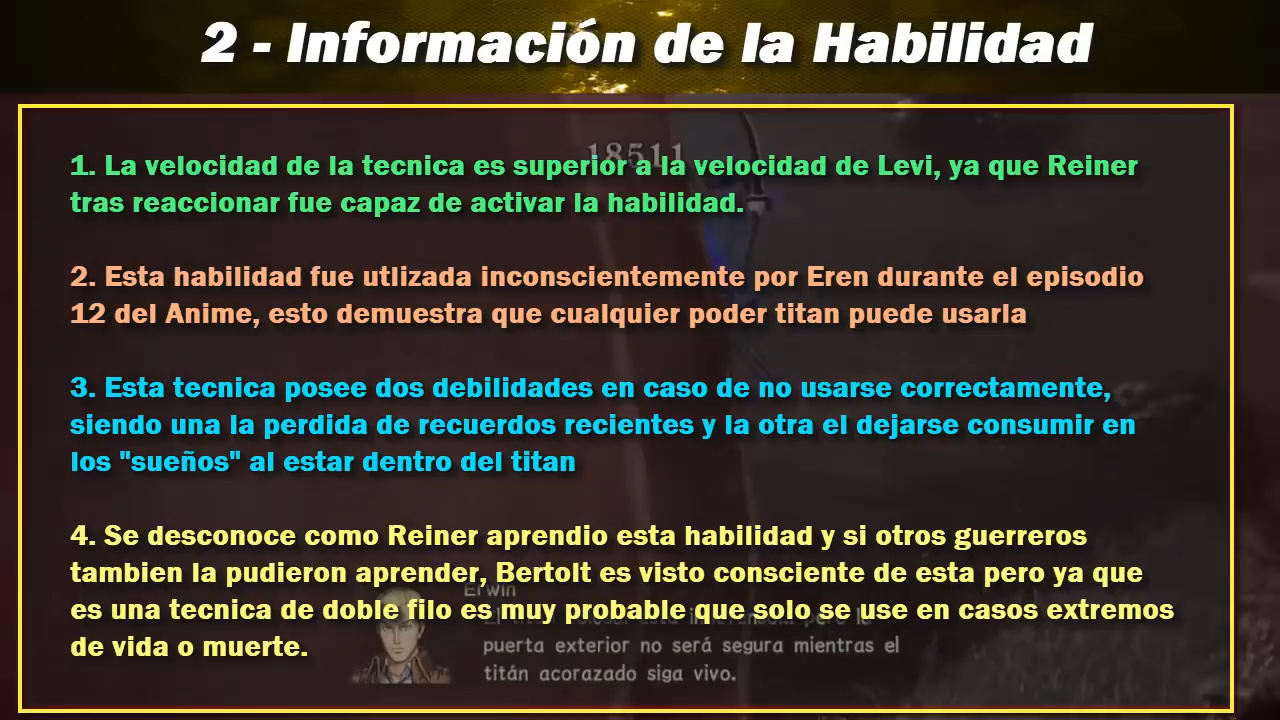 2 - Información de la Habilidad
18511
1. La velocidad de la tecnica es superior a la velocidad de Levi, ya que Reiner
tras reaccionar fue capaz de activar la habilidad.
2. Esta habilidad fue utlizada inconscientemente por Eren durante el episodio
12 del Anime, esto demuestra que cualquier poder titan puede usarla
3. Esta tecnica posee dos debilidades en caso de no usarse correctamente,
siendo una la perdida de recuerdos recientes y la otra el dejarse consumir en
los "sueños" al estar dentro del titan
4. Se desconoce como Reiner aprendio esta habilidad y si otros guerreros
tambien la pudieron aprender, Bertolt es visto consciente de esta pero ya que
es una tecnica de doble filo es muy probable que solo se use en casos extremos
de vida o muerte.
Erwin
puerta exterior no será segura mientras el
titán acorazado siga vivo.